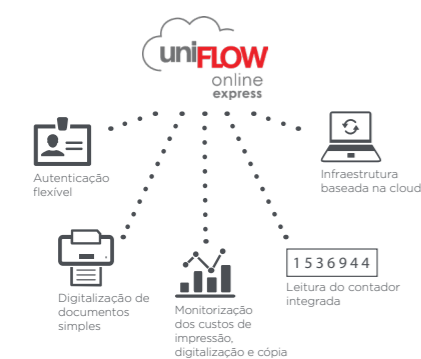 uniFLOW
online
express
Autenticação
flexível
Infraestrutura
baseada na cloud
Digitalização de
documentos
simples
Monitorização
dos custos de
impressão,
digitalização e cópia
1536944
Leitura do contador
integrada